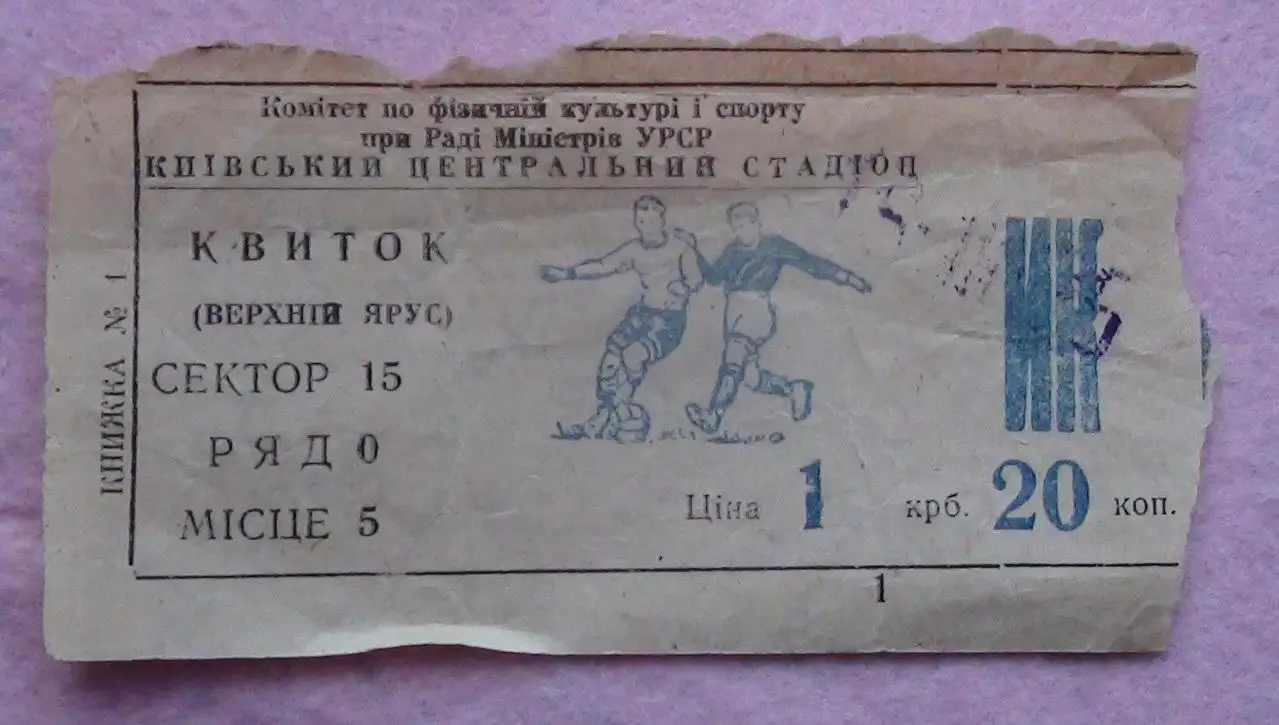 Комітет по фізичній культурі і спорту
при Раді Міністрів УРСР
КИЇВСЬКИЙ ЦЕНТРАЛЬНИЙ СТАДІОН
КВИТОК
(ВЕРХНІЙ ЯРУС)
СЕКТОР 15
РЯД 0
МІСЦЕ 5
КНИЖКА № 1
Ціна 1 крб. 20 коп.
1